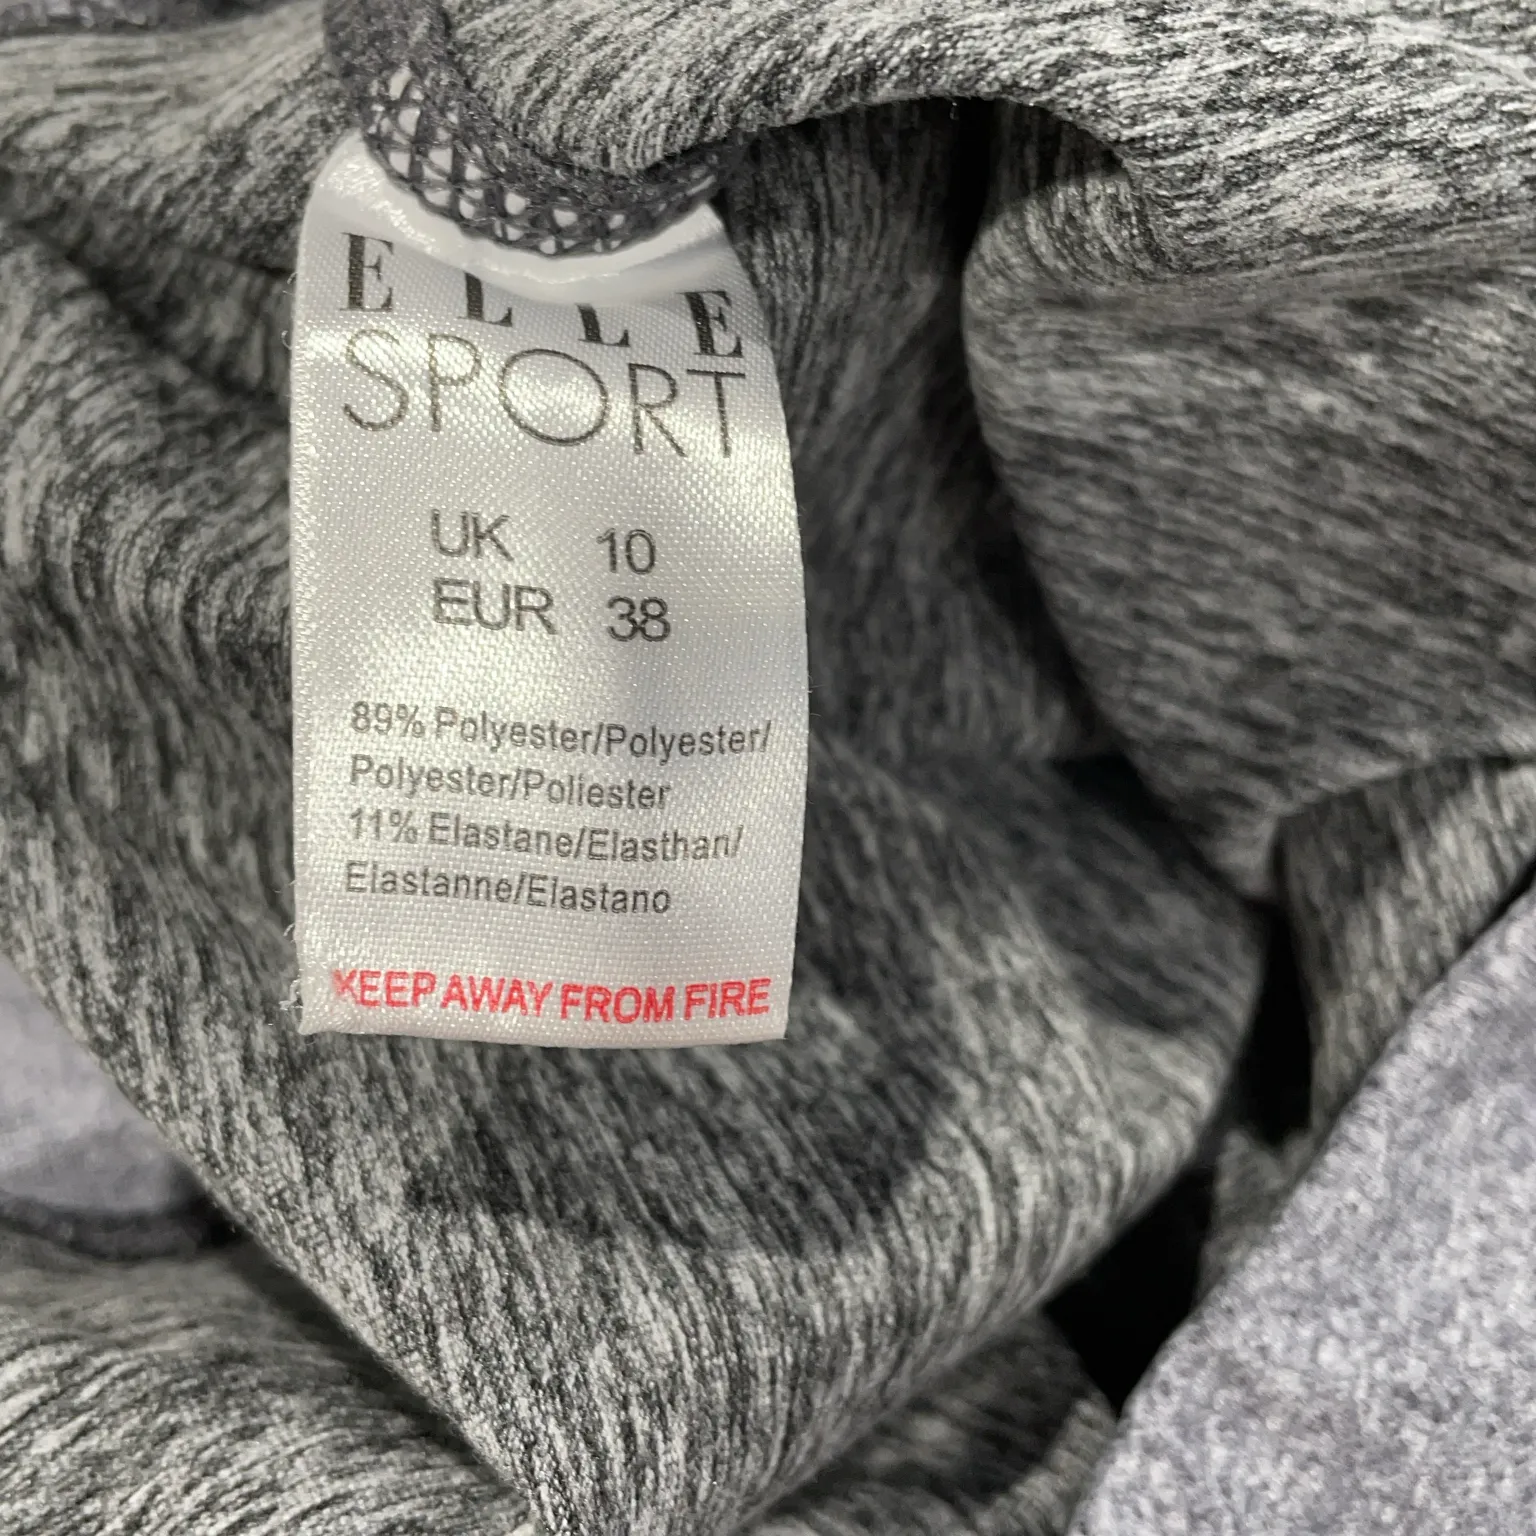 ELLE
SPORT
UK 10
EUR 38
89% Polyester/Polyester/
Polyester/Poliester
11% Elastane/Elasthan/
Elastanne/Elastano
KEEP AWAY FROM FIRE